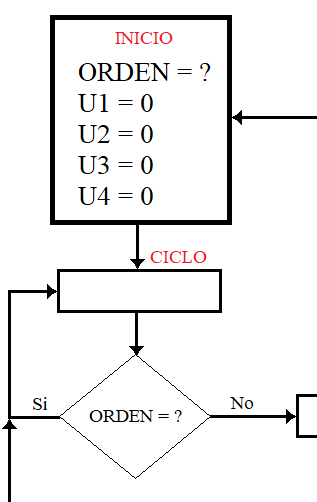 INICIO
ORDEN = ?
U1 = 0
U2 = 0
U3 = 0
U4 = 0
CICLO
Si
ORDEN = ?
No